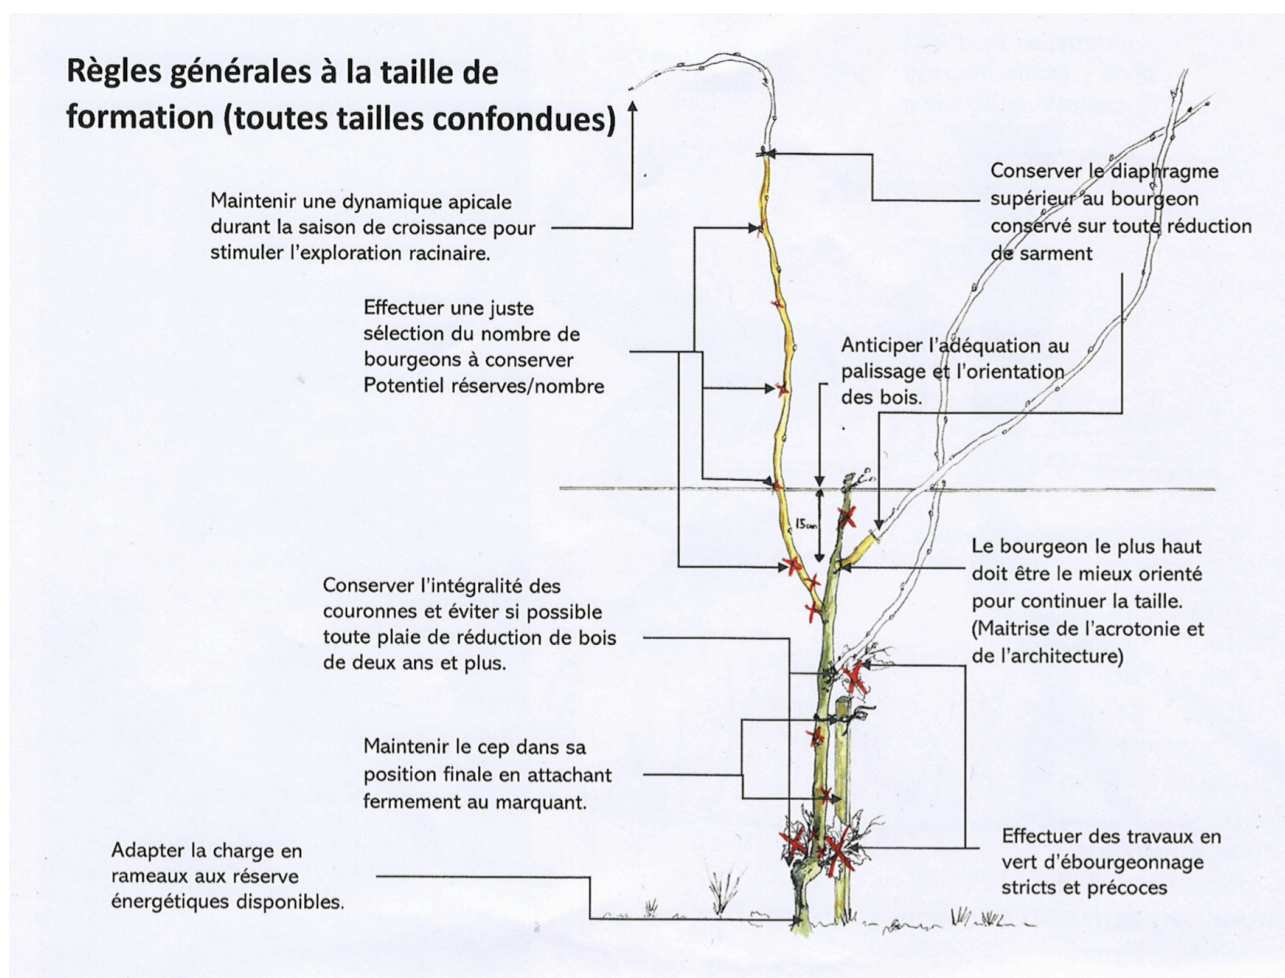 Règles générales à la taille de
formation (toutes tailles confondues)
Maintenir une dynamique apicale
durant la saison de croissance pour
stimuler l'exploration racinaire.
Conserver le diaphragme
supérieur au bourgeon
conservé sur toute réduction
de sarment
Effectuer une juste
sélection du nombre de
bourgeons à conserver
Potentiel réserves/nombre
Anticiper l'adéquation au
palissage et l'orientation
des bois.
15cm
Le bourgeon le plus haut
doit être le mieux orienté
pour continuer la taille.
(Maitrise de l'acrotonie et
de l'architecture)
Conserver l'intégralité des
couronnes et éviter si possible
toute plaie de réduction de bois
de deux ans et plus.
Maintenir le cep dans sa
position finale en attachant
fermement au marquant.
Adapter la charge en
rameaux aux réserve
énergétiques disponibles.
Effectuer des travaux en
vert d'ébourgeonnage
stricts et précoces